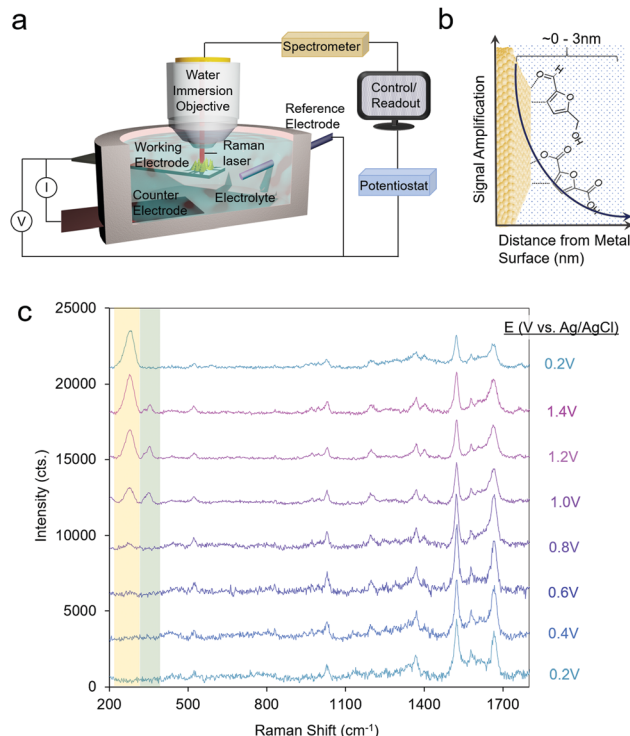 a
Spectrometer
Water
Immersion
Objective
Control/
Readout
Reference
Electrode
Working
Electrode
Raman
laser
Counter
Electrode
Electrolyte
Potentiostat
I
V
b
~0 - 3nm
Signal Amplification
O
H
O
OH
O
O
O
O
OH
Distance from Metal
Surface (nm)
c
E (V vs. Ag/AgCl)
0.2V
1.4V
1.2V
1.0V
0.8V
0.6V
0.4V
0.2V
25000
20000
15000
10000
5000
0
Intensity (cts.)
200
500
800
1100
1400
1700
Raman Shift (cm⁻¹)